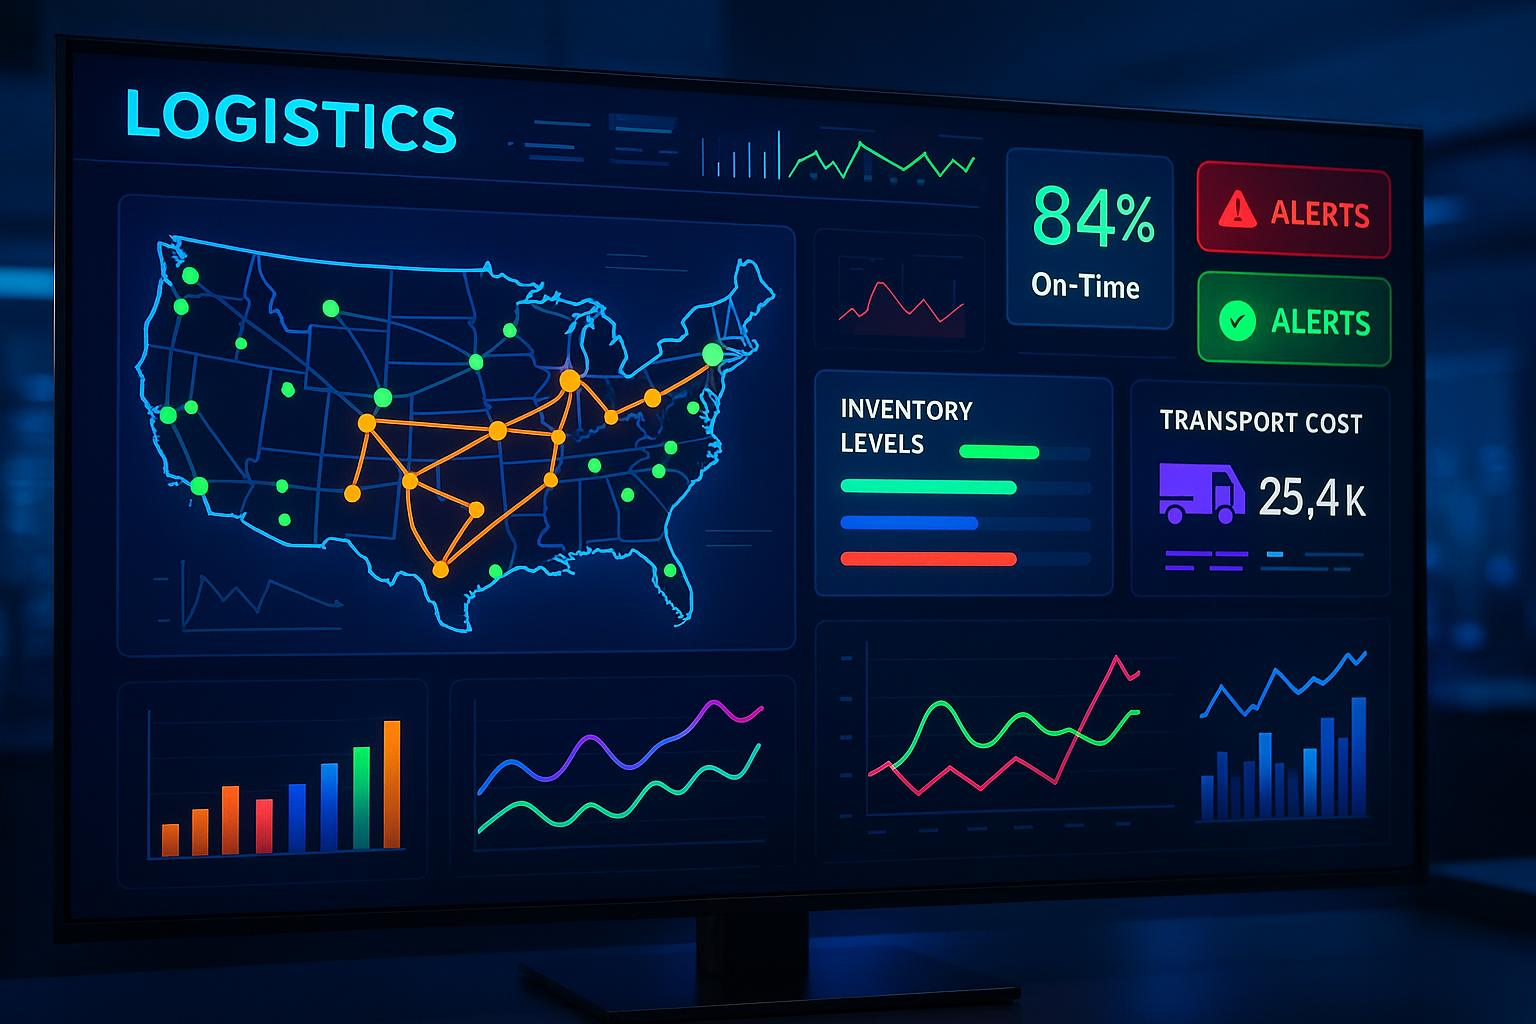 LOGISTICS
84%
On-Time
ALERTS
ALERTS
INVENTORY
LEVELS
TRANSPORT COST
25,4K